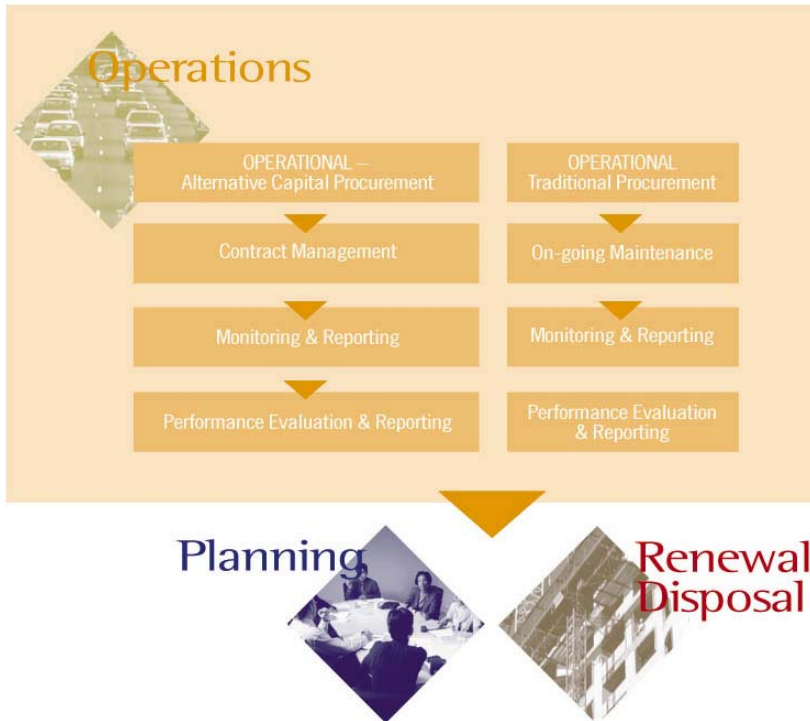 Operations
OPERATIONAL –
Alternative Capital Procurement
Contract Management
Monitoring & Reporting
Performance Evaluation & Reporting
OPERATIONAL
Traditional Procurement
On-going Maintenance
Monitoring & Reporting
Performance Evaluation
& Reporting
Planning
Renewal
Disposal